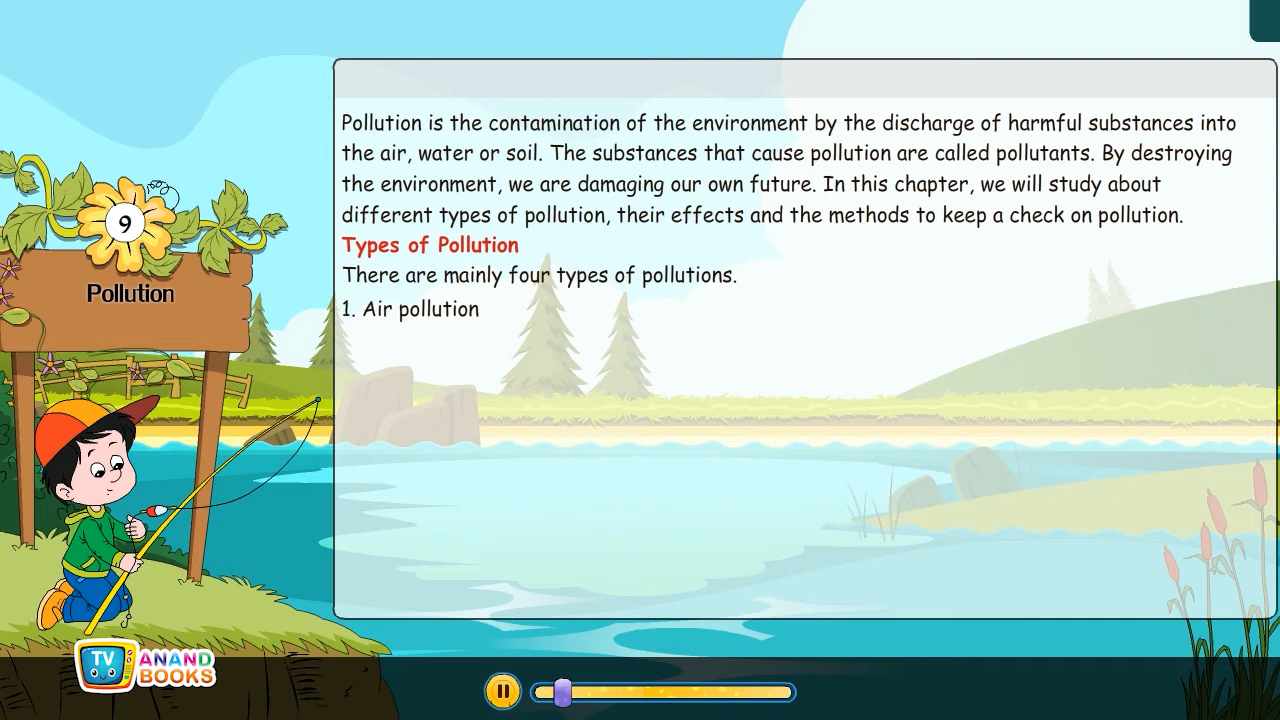 Pollution is the contamination of the environment by the discharge of harmful substances into
the air, water or soil. The substances that cause pollution are called pollutants. By destroying
the environment, we are damaging our own future. In this chapter, we will study about
different types of pollution, their effects and the methods to keep a check on pollution.
Types of Pollution
There are mainly four types of pollutions.
1. Air pollution
9
Pollution
TV
ANAND
BOOKS